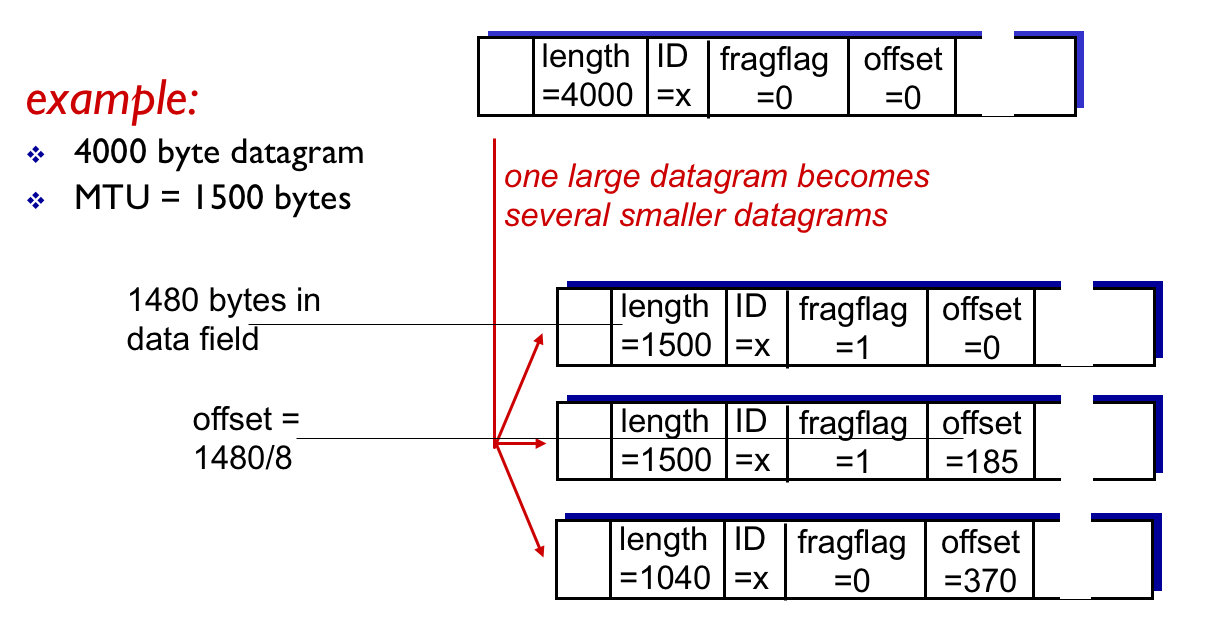 example:
❖ 4000 byte datagram
❖ MTU = 1500 bytes
length =4000
ID =x
fragflag =0
offset =0
one large datagram becomes
several smaller datagrams
1480 bytes in
data field
length =1500
ID =x
fragflag =1
offset =0
offset =
1480/8
length =1500
ID =x
fragflag =1
offset =185
length =1040
ID =x
fragflag =0
offset =370